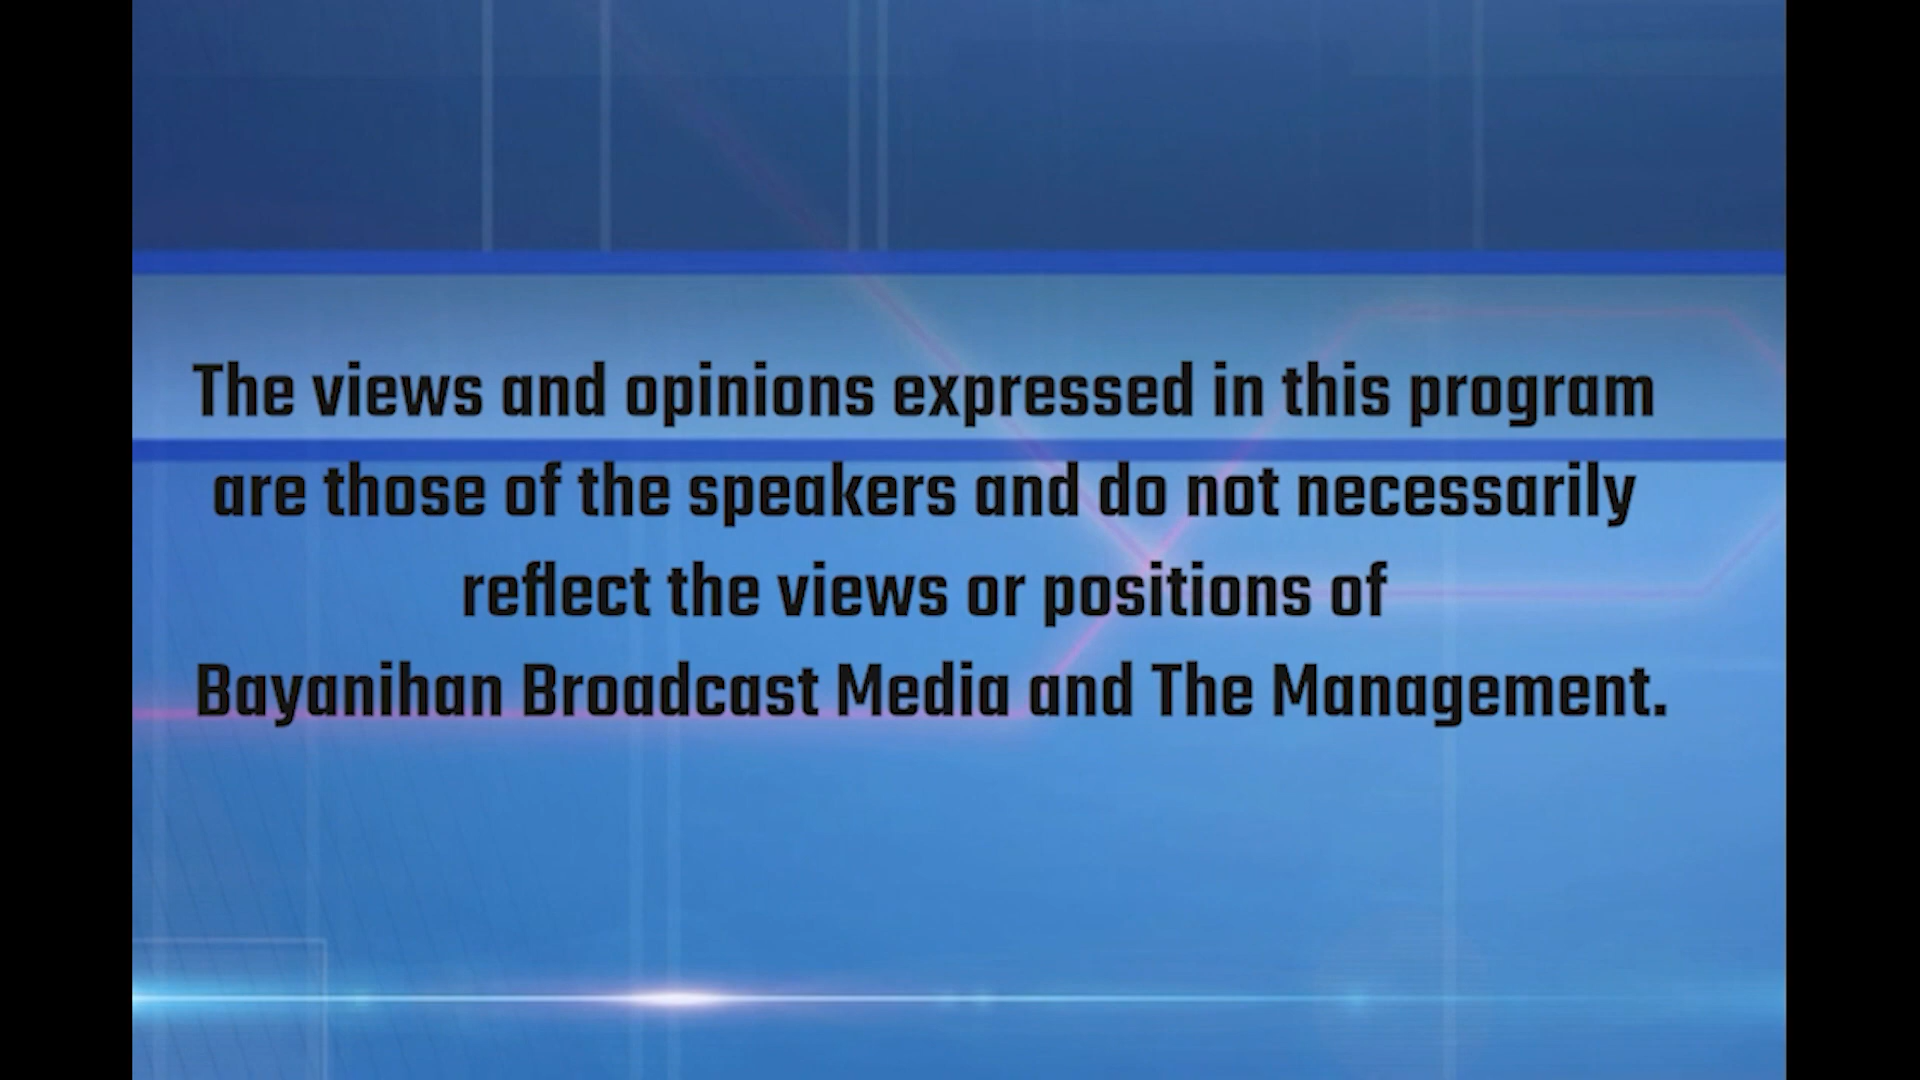 The views and opinions expressed in this program
are those of the speakers and do not necessarily
reflect the views or positions of
Bayanihan Broadcast Media and The Management.